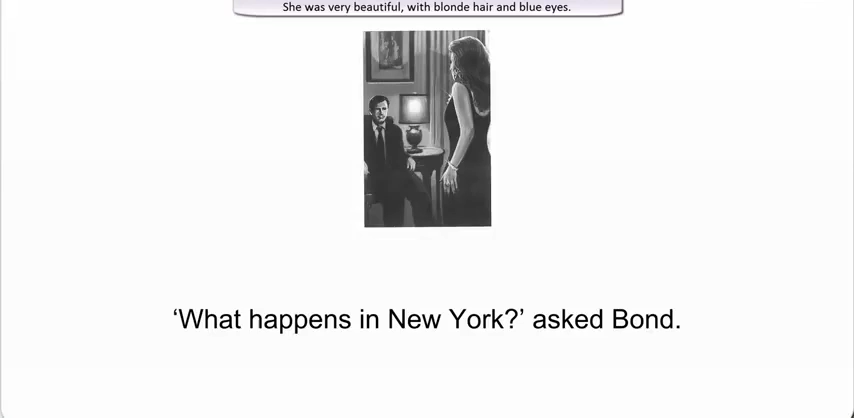 She was very beautiful, with blonde hair and blue eyes.
‘What happens in New York?’ asked Bond.